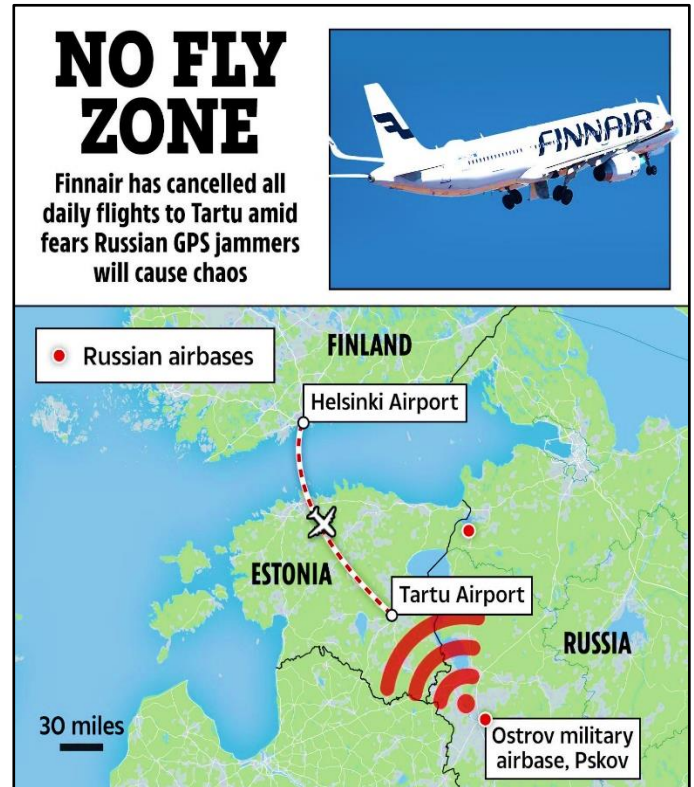 NO FLY
ZONE
Finnair has cancelled all
daily flights to Tartu amid
fears Russian GPS jammers
will cause chaos
FINNAIR
Russian airbases
FINLAND
Helsinki Airport
ESTONIA
Tartu Airport
RUSSIA
30 miles
Ostrov military
airbase, Pskov